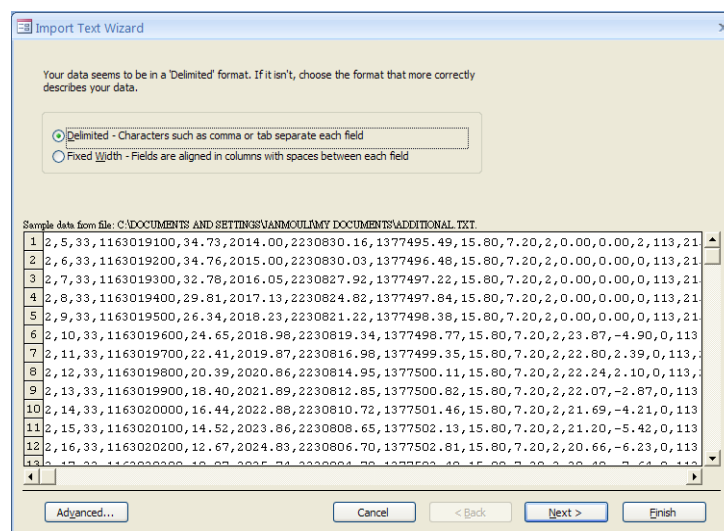 Import Text Wizard
Your data seems to be in a 'Delimited' format. If it isn't, choose the format that more correctly
describes your data.
Delimited - Characters such as comma or tab separate each field
Fixed Width - Fields are aligned in columns with spaces between each field
Sample data from file: C:\DOCUMENTS AND SETTINGS\JANMOULI\MY DOCUMENTS\ADDITIONAL.TXT.
1 2,5,33,1163019100,34.73,2014.00,2230830.16,1377495.49,15.80,7.20,2,0.00,0.00,2,113,21
2 2,6,33,1163019200,34.76,2015.00,2230830.03,1377496.48,15.80,7.20,2,0.00,0.00,2,113,21
3 2,7,33,1163019300,32.78,2016.05,2230827.92,1377497.22,15.80,7.20,2,0.00,0.00,2,113,21
4 2,8,33,1163019400,29.81,2017.13,2230824.82,1377497.84,15.80,7.20,2,0.00,0.00,2,113,21
5 2,9,33,1163019500,26.34,2018.23,2230821.22,1377498.38,15.80,7.20,2,0.00,0.00,2,113,21
6 2,10,33,1163019600,24.65,2018.98,2230819.34,1377498.77,15.80,7.20,2,23.87,-4.90,0,113
7 2,11,33,1163019700,22.41,2019.87,2230816.98,1377499.35,15.80,7.20,2,22.80,2.39,0,113,
8 2,12,33,1163019800,20.39,2020.86,2230814.95,1377500.11,15.80,7.20,2,22.24,2.10,0,113,
9 2,13,33,1163019900,18.40,2021.89,2230812.85,1377500.82,15.80,7.20,2,22.07,-2.87,0,113
10 2,14,33,1163020000,16.44,2022.88,2230810.72,1377501.46,15.80,7.20,2,21.69,-4.21,0,113
11 2,15,33,1163020100,14.52,2023.86,2230808.65,1377502.13,15.80,7.20,2,21.20,-5.42,0,113
12 2,16,33,1163020200,12.67,2024.83,2230806.70,1377502.81,15.80,7.20,2,20.66,-6.23,0,113
Advanced... Cancel < Back Next > Finish